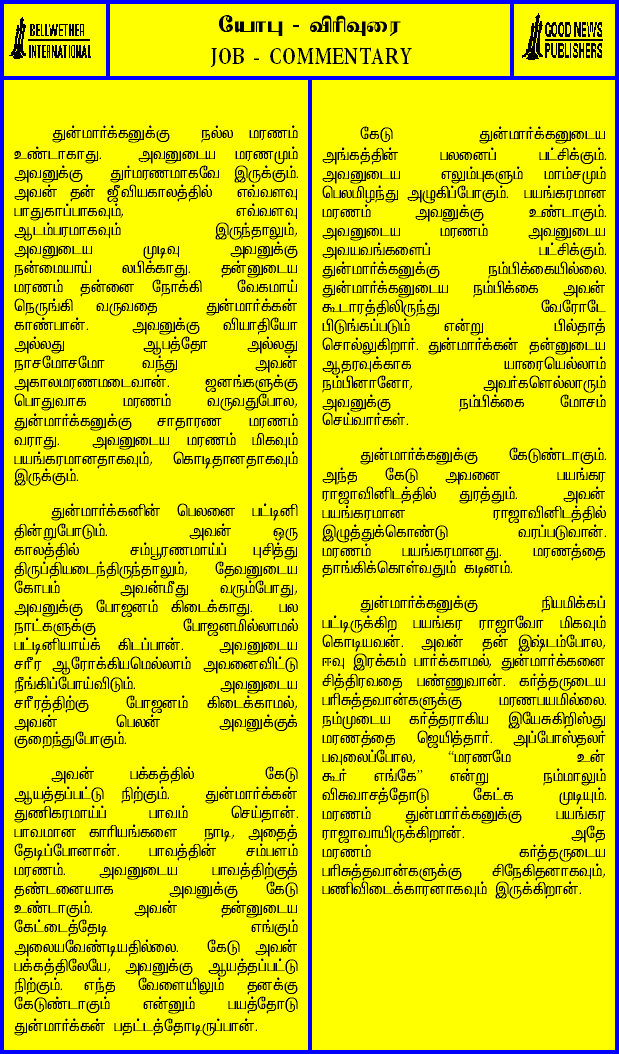 BELLWETHER
INTERNATIONAL
யோபு - விரிவுரை
JOB - COMMENTARY
GOOD NEWS
PUBLISHERS
துன்மார்க்கனுக்கு நல்ல மரணம்
உண்டாகாது. அவனுடைய மரணமும்
அவனுக்கு துர்மரணமாகவே இருக்கும்.
அவன் தன் ஜீவியகாலத்தில் எவ்வளவு
பாதுகாப்பாகவும், எவ்வளவு
ஆடம்பரமாகவும் இருந்தாலும்,
அவனுடைய முடிவு அவனுக்கு
நன்மையாய் லபிக்காது. தன்னுடைய
மரணம் தன்னை நோக்கி வேகமாய்
நெருங்கி வருவதை துன்மார்க்கன்
காண்பான். அவனுக்கு வியாதியோ
அல்லது ஆபத்தோ அல்லது
நாசமோசமோ வந்து அவன்
அகாலமரணமடைவான். ஜனங்களுக்கு
பொதுவாக மரணம் வருவதுபோல,
துன்மார்க்கனுக்கு சாதாரண மரணம்
வராது. அவனுடைய மரணம் மிகவும்
பயங்கரமானதாகவும், கொடிதானதாகவும்
இருக்கும்.
துன்மார்க்கனின் பெலனை பட்டினி
தின்றுபோடும். அவன் ஒரு
காலத்தில் சம்பூரணமாய்ப் புசித்து
திருப்தியடைந்திருந்தாலும், தேவனுடைய
கோபம் அவன்மீது வரும்போது,
அவனுக்கு போஜனம் கிடைக்காது. பல
நாட்களுக்கு போஜனமில்லாமல்
பட்டினியாய்க் கிடப்பான். அவனுடைய
சரீர ஆரோக்கியமெல்லாம் அவனைவிட்டு
நீங்கிப்போய்விடும். அவனுடைய
சரீரத்திற்கு போஜனம் கிடைக்காமல்,
அவன் பெலன் அவனுக்குக்
குறைந்துபோகும்.
அவன் பக்கத்தில் கேடு
ஆயத்தப்பட்டு நிற்கும். துன்மார்க்கன்
துணிகரமாய்ப் பாவம் செய்தான்.
பாவமான காரியங்களை நாடி, அதைத்
தேடிப்போனான். பாவத்தின் சம்பளம்
மரணம். அவனுடைய பாவத்திற்குத்
தண்டனையாக அவனுக்கு கேடு
உண்டாகும். அவன் தன்னுடைய
கேட்டைத்தேடி எங்கும்
அலையவேண்டியதில்லை. கேடு அவன்
பக்கத்திலேயே, அவனுக்கு ஆயத்தப்பட்டு
நிற்கும். எந்த வேளையிலும் தனக்கு
கேடுண்டாகும் என்னும் பயத்தோடு
துன்மார்க்கன் பதட்டத்தோடிருப்பான்.
கேடு துன்மார்க்கனுடைய
அங்கத்தின் பலனைப் பட்சிக்கும்.
அவனுடைய எலும்புகளும் மாம்சமும்
பெலமிழந்து அழுகிப்போகும். பயங்கரமான
மரணம் அவனுக்கு உண்டாகும்.
அவனுடைய மரணம் அவனுடைய
அவயவங்களைப் பட்சிக்கும்.
துன்மார்க்கனுக்கு நம்பிக்கையில்லை.
துன்மார்க்கனுடைய நம்பிக்கை அவன்
கூடாரத்திலிருந்து வேரோடே
பிடுங்கப்படும் என்று பில்தாத்
சொல்லுகிறார். துன்மார்க்கன் தன்னுடைய
ஆதரவுக்காக யாரையெல்லாம்
நம்பினானோ, அவர்களெல்லாரும்
அவனுக்கு நம்பிக்கை மோசம்
செய்வார்கள்.
துன்மார்க்கனுக்கு கேடுண்டாகும்.
அந்த கேடு அவனை பயங்கர
ராஜாவினிடத்தில் துரத்தும். அவன்
பயங்கரமான ராஜாவினிடத்தில்
இழுத்துக்கொண்டு வரப்படுவான்.
மரணம் பயங்கரமானது. மரணத்தை
தாங்கிக்கொள்வதும் கடினம்.
துன்மார்க்கனுக்கு நியமிக்கப்
பட்டிருக்கிற பயங்கர ராஜாவோ மிகவும்
கொடியவன். அவன் தன் இஷ்டம்போல,
ஈவு இரக்கம் பார்க்காமல், துன்மார்க்கனை
சித்திரவதை பண்ணுவான். கர்த்தருடைய
பரிசுத்தவான்களுக்கு மரணபயமில்லை.
நம்முடைய கர்த்தராகிய இயேசுகிறிஸ்து
மரணத்தை ஜெயித்தார். அப்போஸ்தலர்
பவுலைப்போல, “மரணமே உன்
கூர் எங்கே” என்று நம்மாலும்
விசுவாசத்தோடு கேட்க முடியும்.
மரணம் துன்மார்க்கனுக்கு பயங்கர
ராஜாவாயிருக்கிறான். அதே
மரணம் கர்த்தருடைய
பரிசுத்தவான்களுக்கு சிநேகிதனாகவும்,
பணிவிடைக்காரனாகவும் இருக்கிறான்.